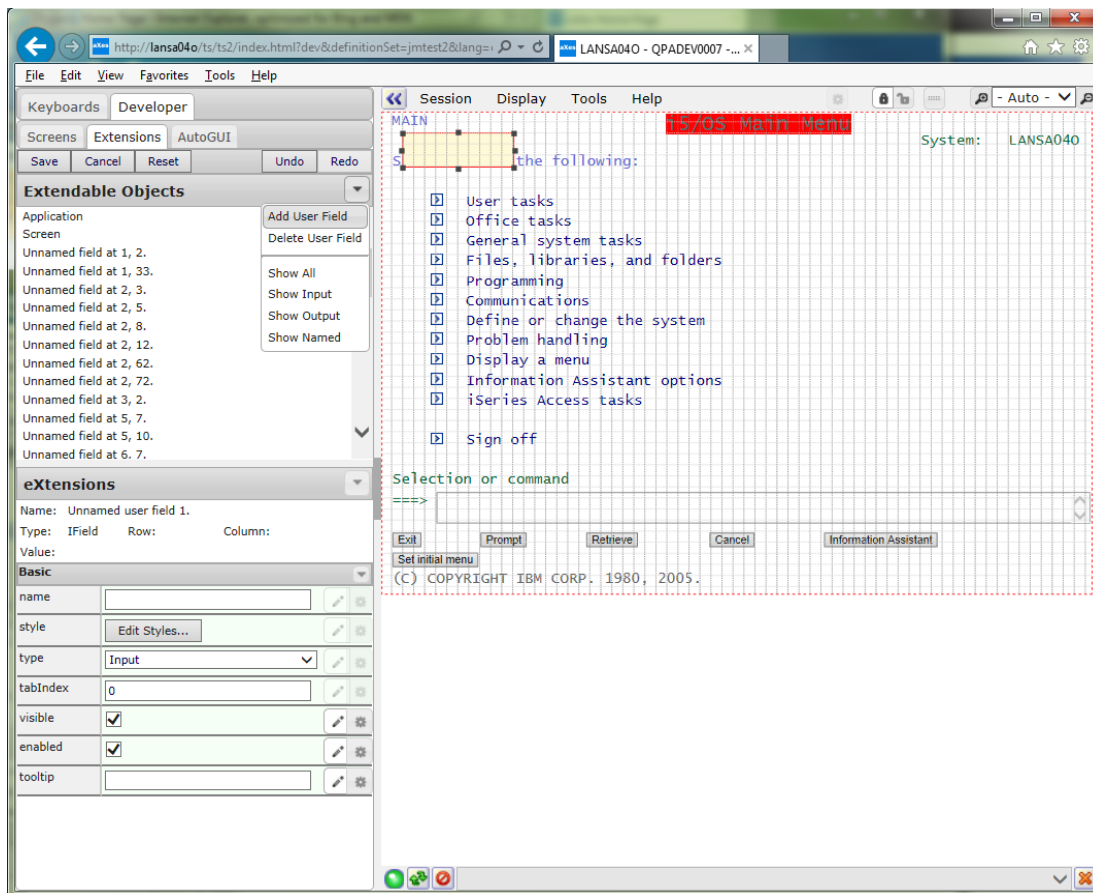 http://lansa04o/ts/ts2/index.html?dev&definitionSet=jmtest2&lang=
aXes LANSA04O - QPADEV0007 -...
File Edit View Favorites Tools Help
Keyboards Developer
Session Display Tools Help
- Auto -
Screens Extensions AutoGUI
Save Cancel Reset Undo Redo
Extendable Objects
Application
Screen
Unnamed field at 1, 2.
Unnamed field at 1, 33.
Unnamed field at 2, 3.
Unnamed field at 2, 5.
Unnamed field at 2, 8.
Unnamed field at 2, 12.
Unnamed field at 2, 62.
Unnamed field at 2, 72.
Unnamed field at 3, 2.
Unnamed field at 5, 7.
Unnamed field at 5, 10.
Unnamed field at 6. 7.
Add User Field
Delete User Field
Show All
Show Input
Show Output
Show Named
eXtensions
Name: Unnamed user field 1.
Type: IField Row: Column:
Value:
Basic
name
style Edit Styles...
type Input
tabIndex 0
visible
enabled
tooltip
MAIN i5/OS Main Menu
System: LANSA04O
S the following:
User tasks
Office tasks
General system tasks
Files, libraries, and folders
Programming
Communications
Define or change the system
Problem handling
Display a menu
Information Assistant options
iSeries Access tasks
Sign off
Selection or command
===>
Exit Prompt Retrieve Cancel Information Assistant
Set initial menu
(C) COPYRIGHT IBM CORP. 1980, 2005.